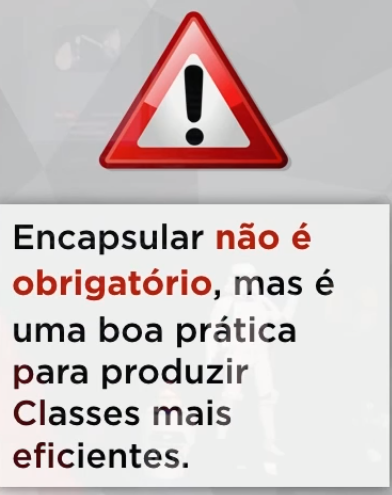 Encapsular não é
obrigatório, mas é
uma boa prática
para produzir
Classes mais
eficientes.